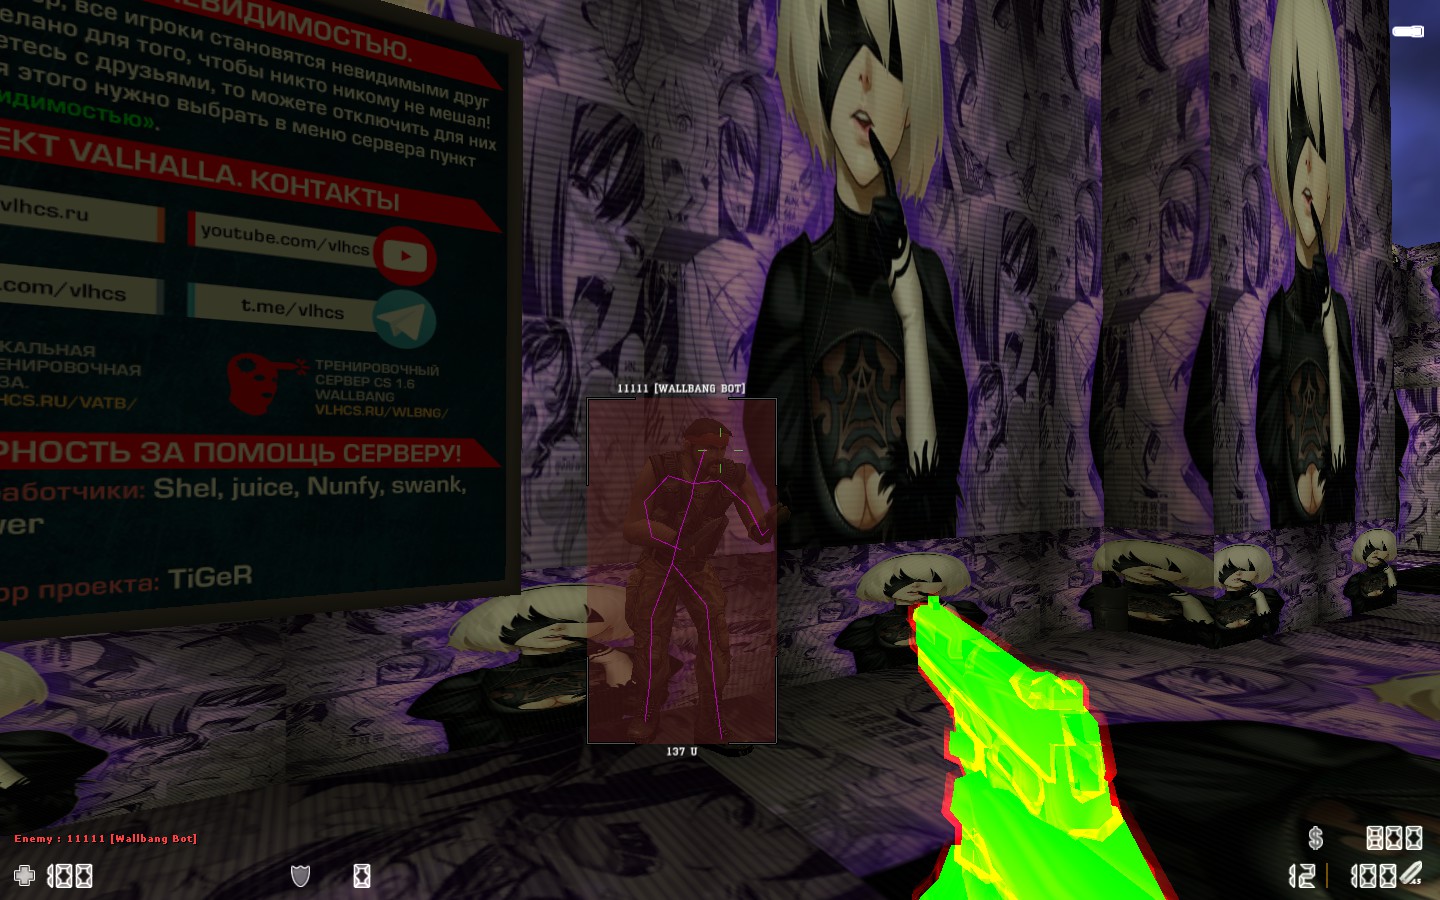 ор, все игроки становятся невидимыми друг
елано для того, чтобы никто никому не мешал!
етесь с друзьями, то можете отключить для них
я этого нужно выбрать в меню сервера пункт
видимостью».
ЕКТ VALHALLA. КОНТАКТЫ
vlhcs.ru
youtube.com/vlhcs
.com/vlhcs
t.me/vlhcs
КАЛЬНАЯ
ЕНИРОВОЧНАЯ
ЗА.
HCS.RU/VATB/
ТРЕНИРОВОЧНЫЙ
СЕРВЕР CS 1.6
WALLBANG
VLHCS.RU/WLBNG/
РНОСТЬ ЗА ПОМОЩЬ СЕРВЕРУ!
работчики: Shel, juice, Nunfy, swank,
wer
ор проекта: TiGeR
11111 [WALLBANG BOT]
137 U
Enemy : 11111 [Wallbang Bot]
100
0
$ 800
12 | 100